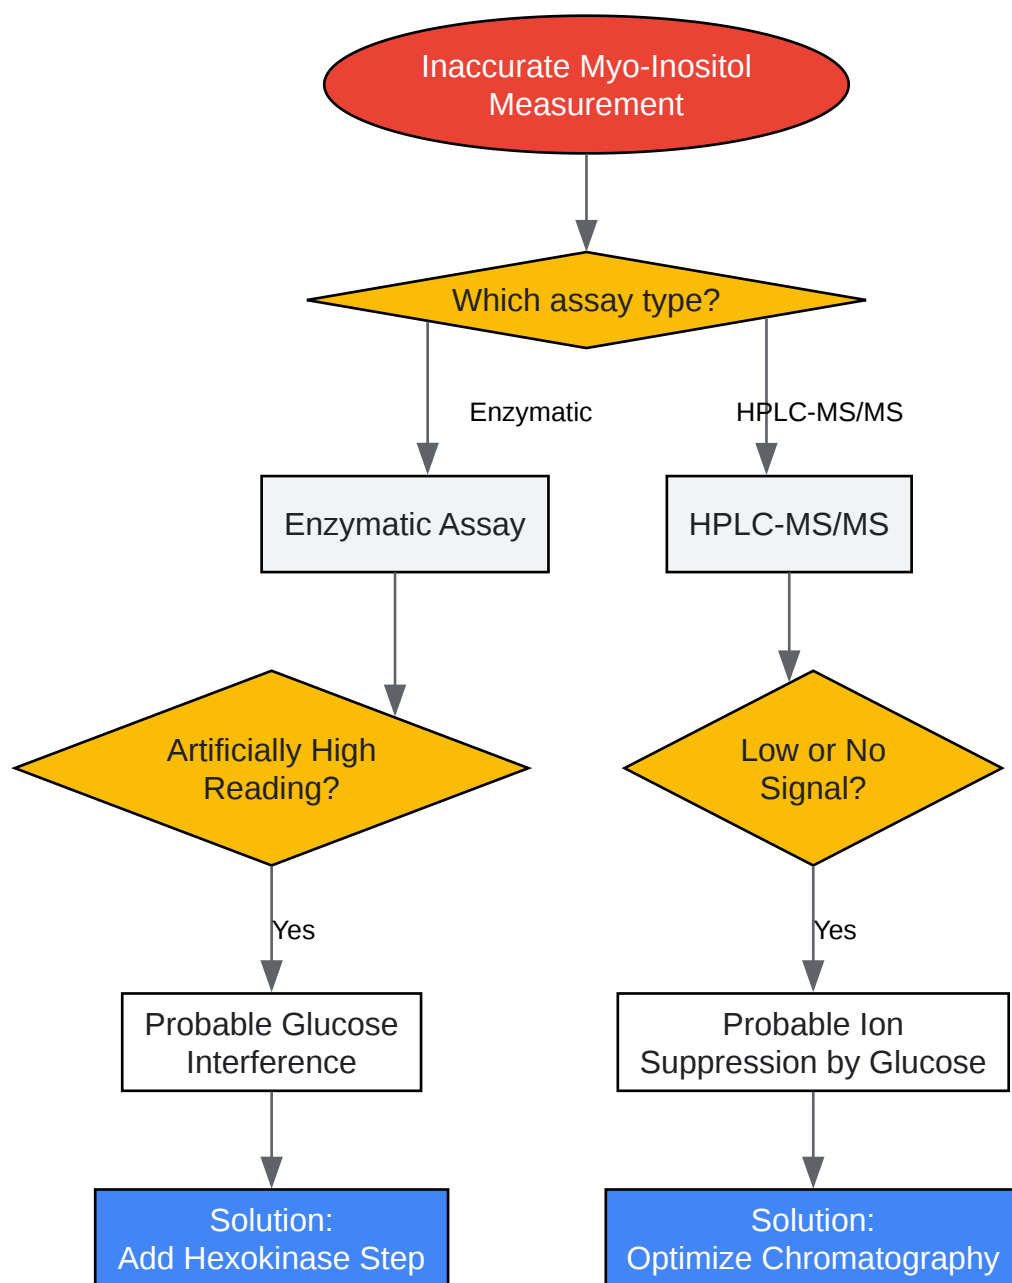 Inaccurate Myo-Inositol
Measurement
Which assay type?
Enzymatic
HPLC-MS/MS
Enzymatic Assay
HPLC-MS/MS
Artificially High
Reading?
Low or No
Signal?
Yes
Yes
Probable Glucose
Interference
Probable Ion
Suppression by Glucose
Solution:
Add Hexokinase Step
Solution:
Optimize Chromatography